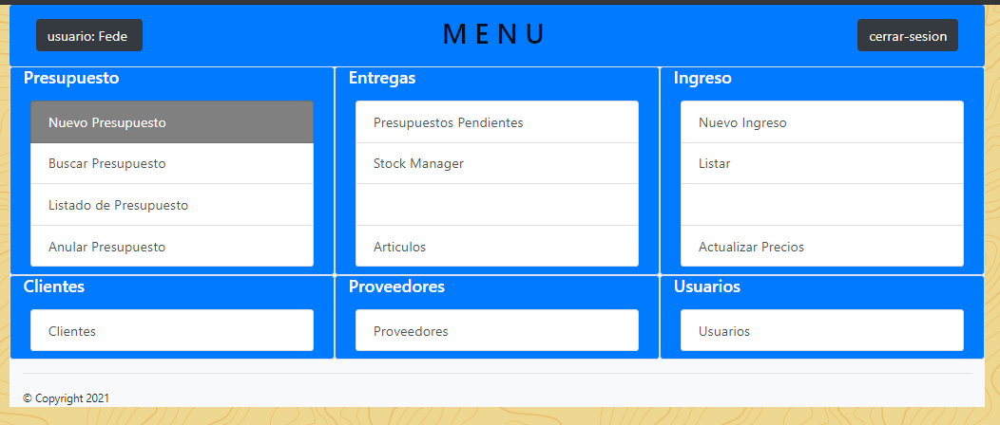 usuario: Fede
M E N U
cerrar-sesion
Presupuesto
Nuevo Presupuesto
Buscar Presupuesto
Listado de Presupuesto
Anular Presupuesto
Entregas
Presupuestos Pendientes
Stock Manager
Articulos
Ingreso
Nuevo Ingreso
Listar
Actualizar Precios
Clientes
Clientes
Proveedores
Proveedores
Usuarios
Usuarios
© Copyright 2021